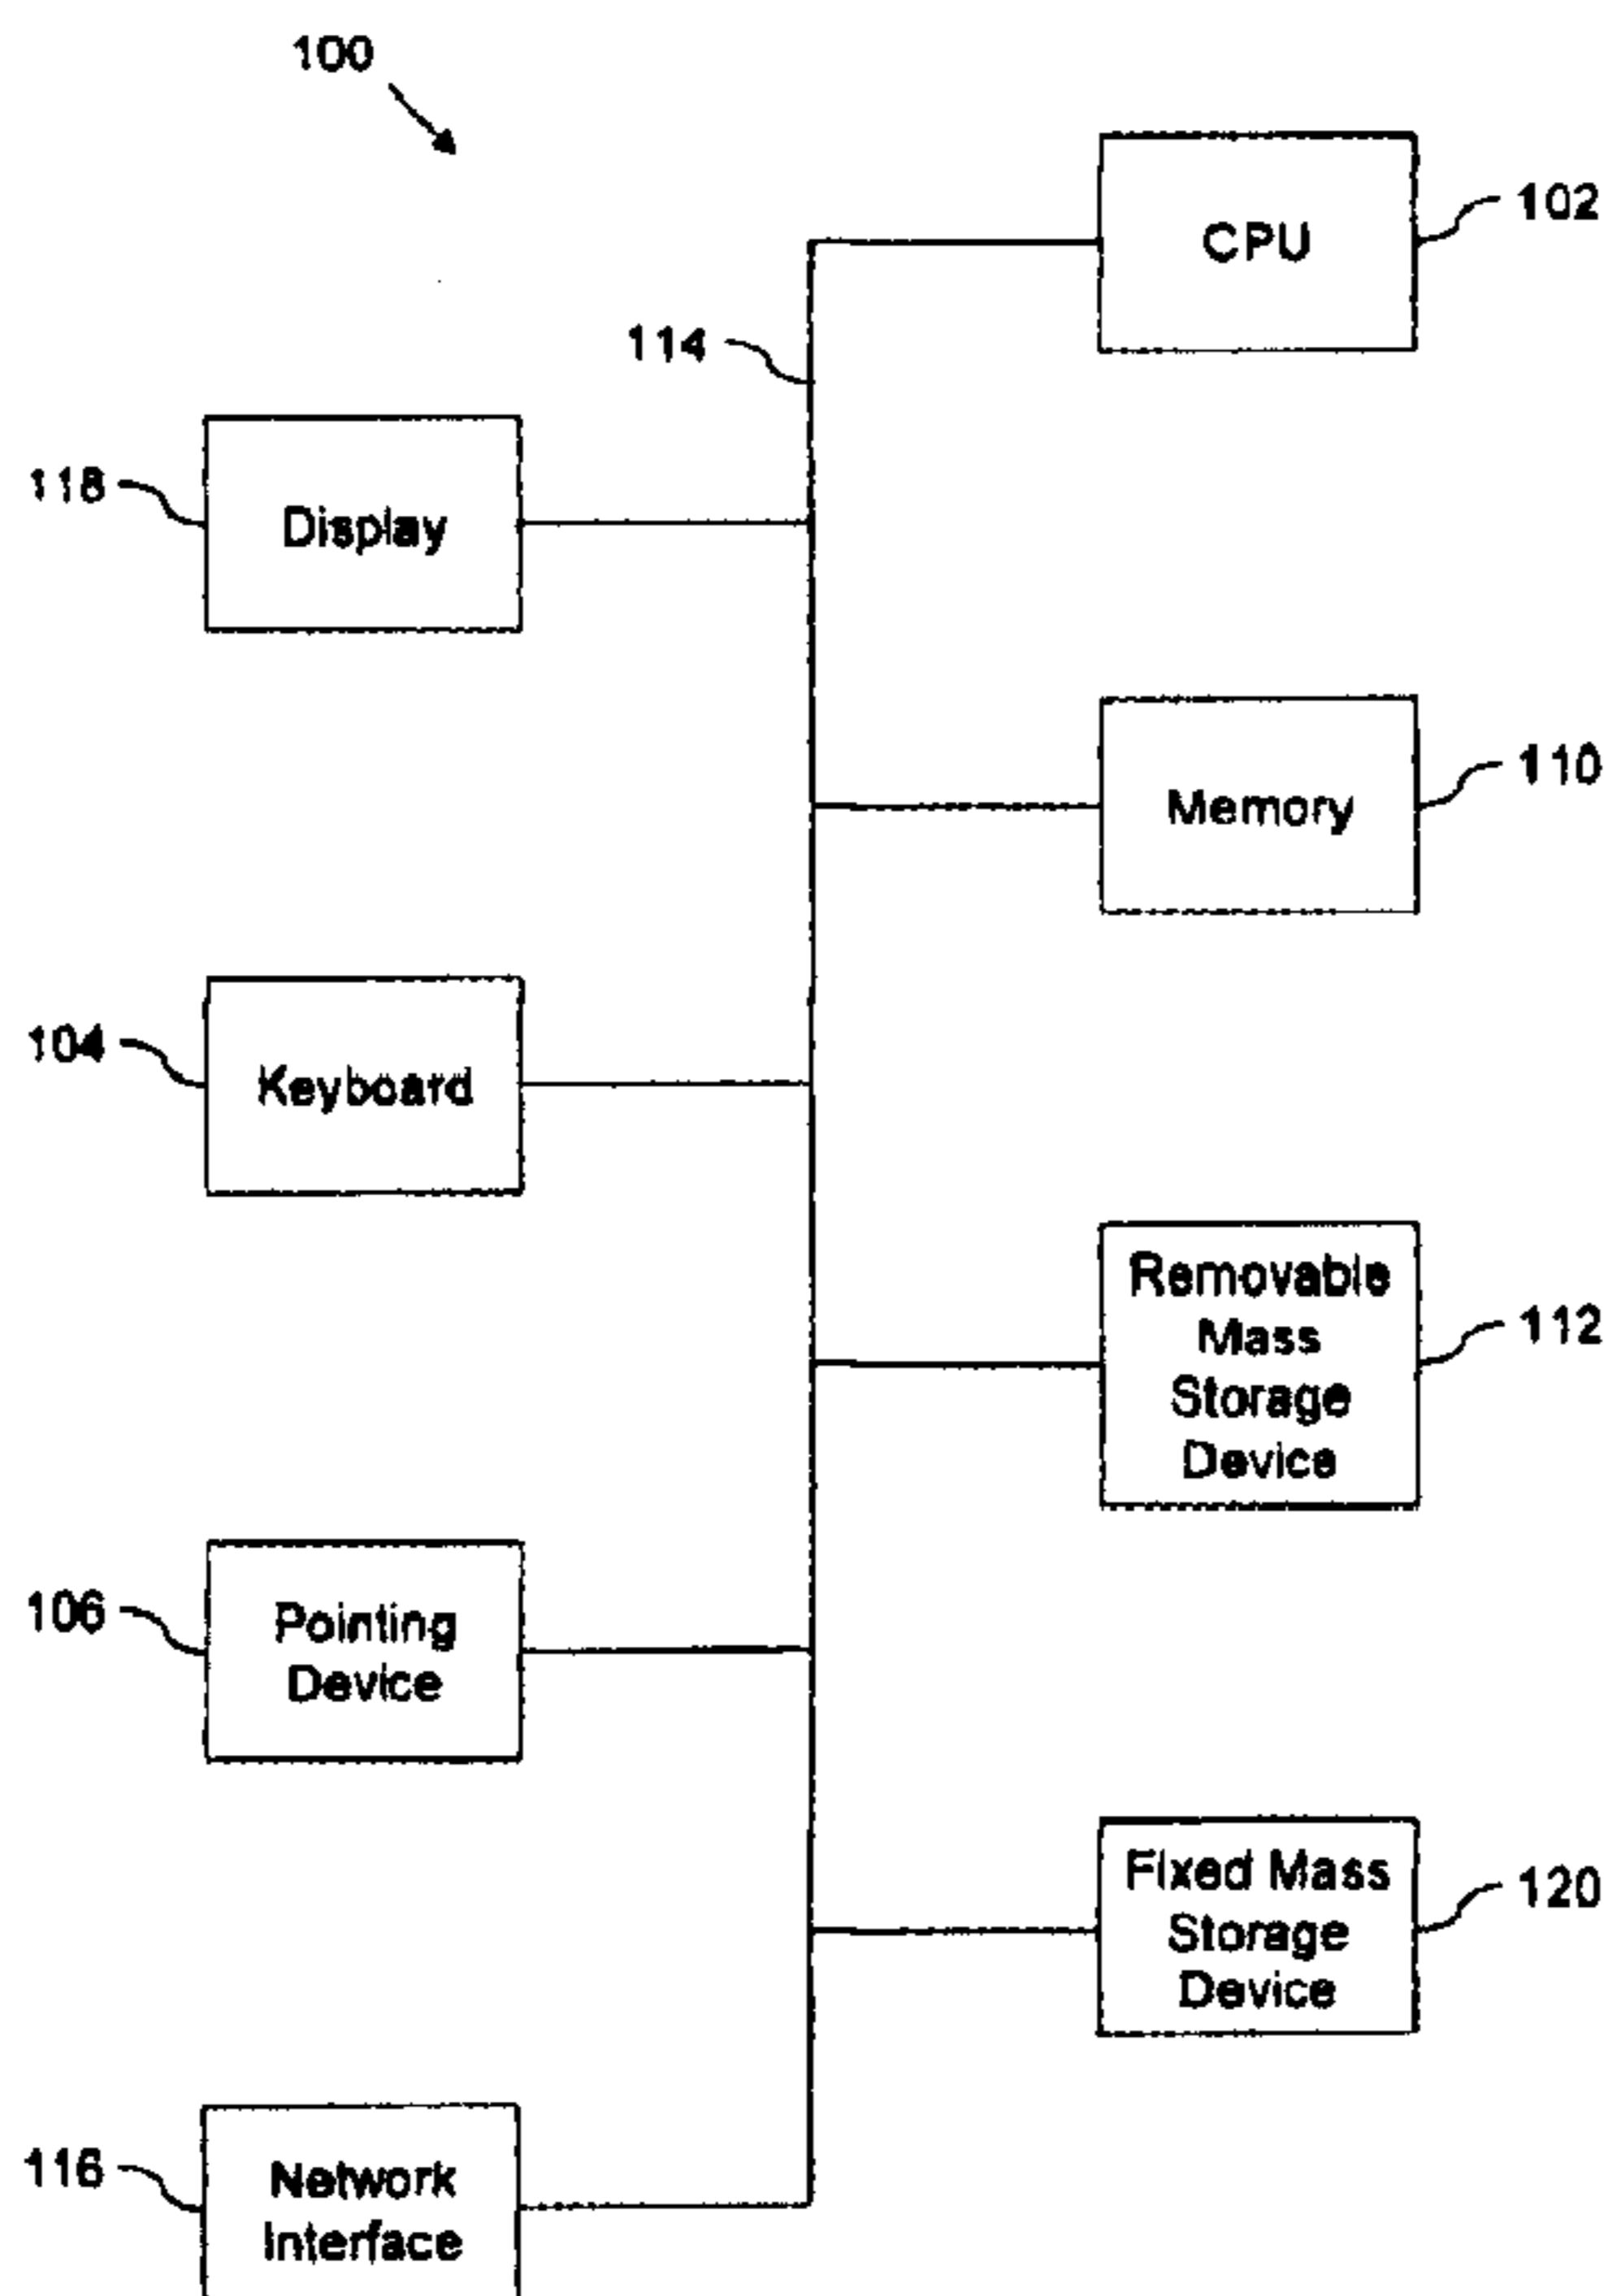 100
CPU
102
114
118
Display
Memory
110
104
Keyboard
Removable
Mass
Storage
Device
112
106
Pointing
Device
Fixed Mass
Storage
Device
120
116
Network
Interface